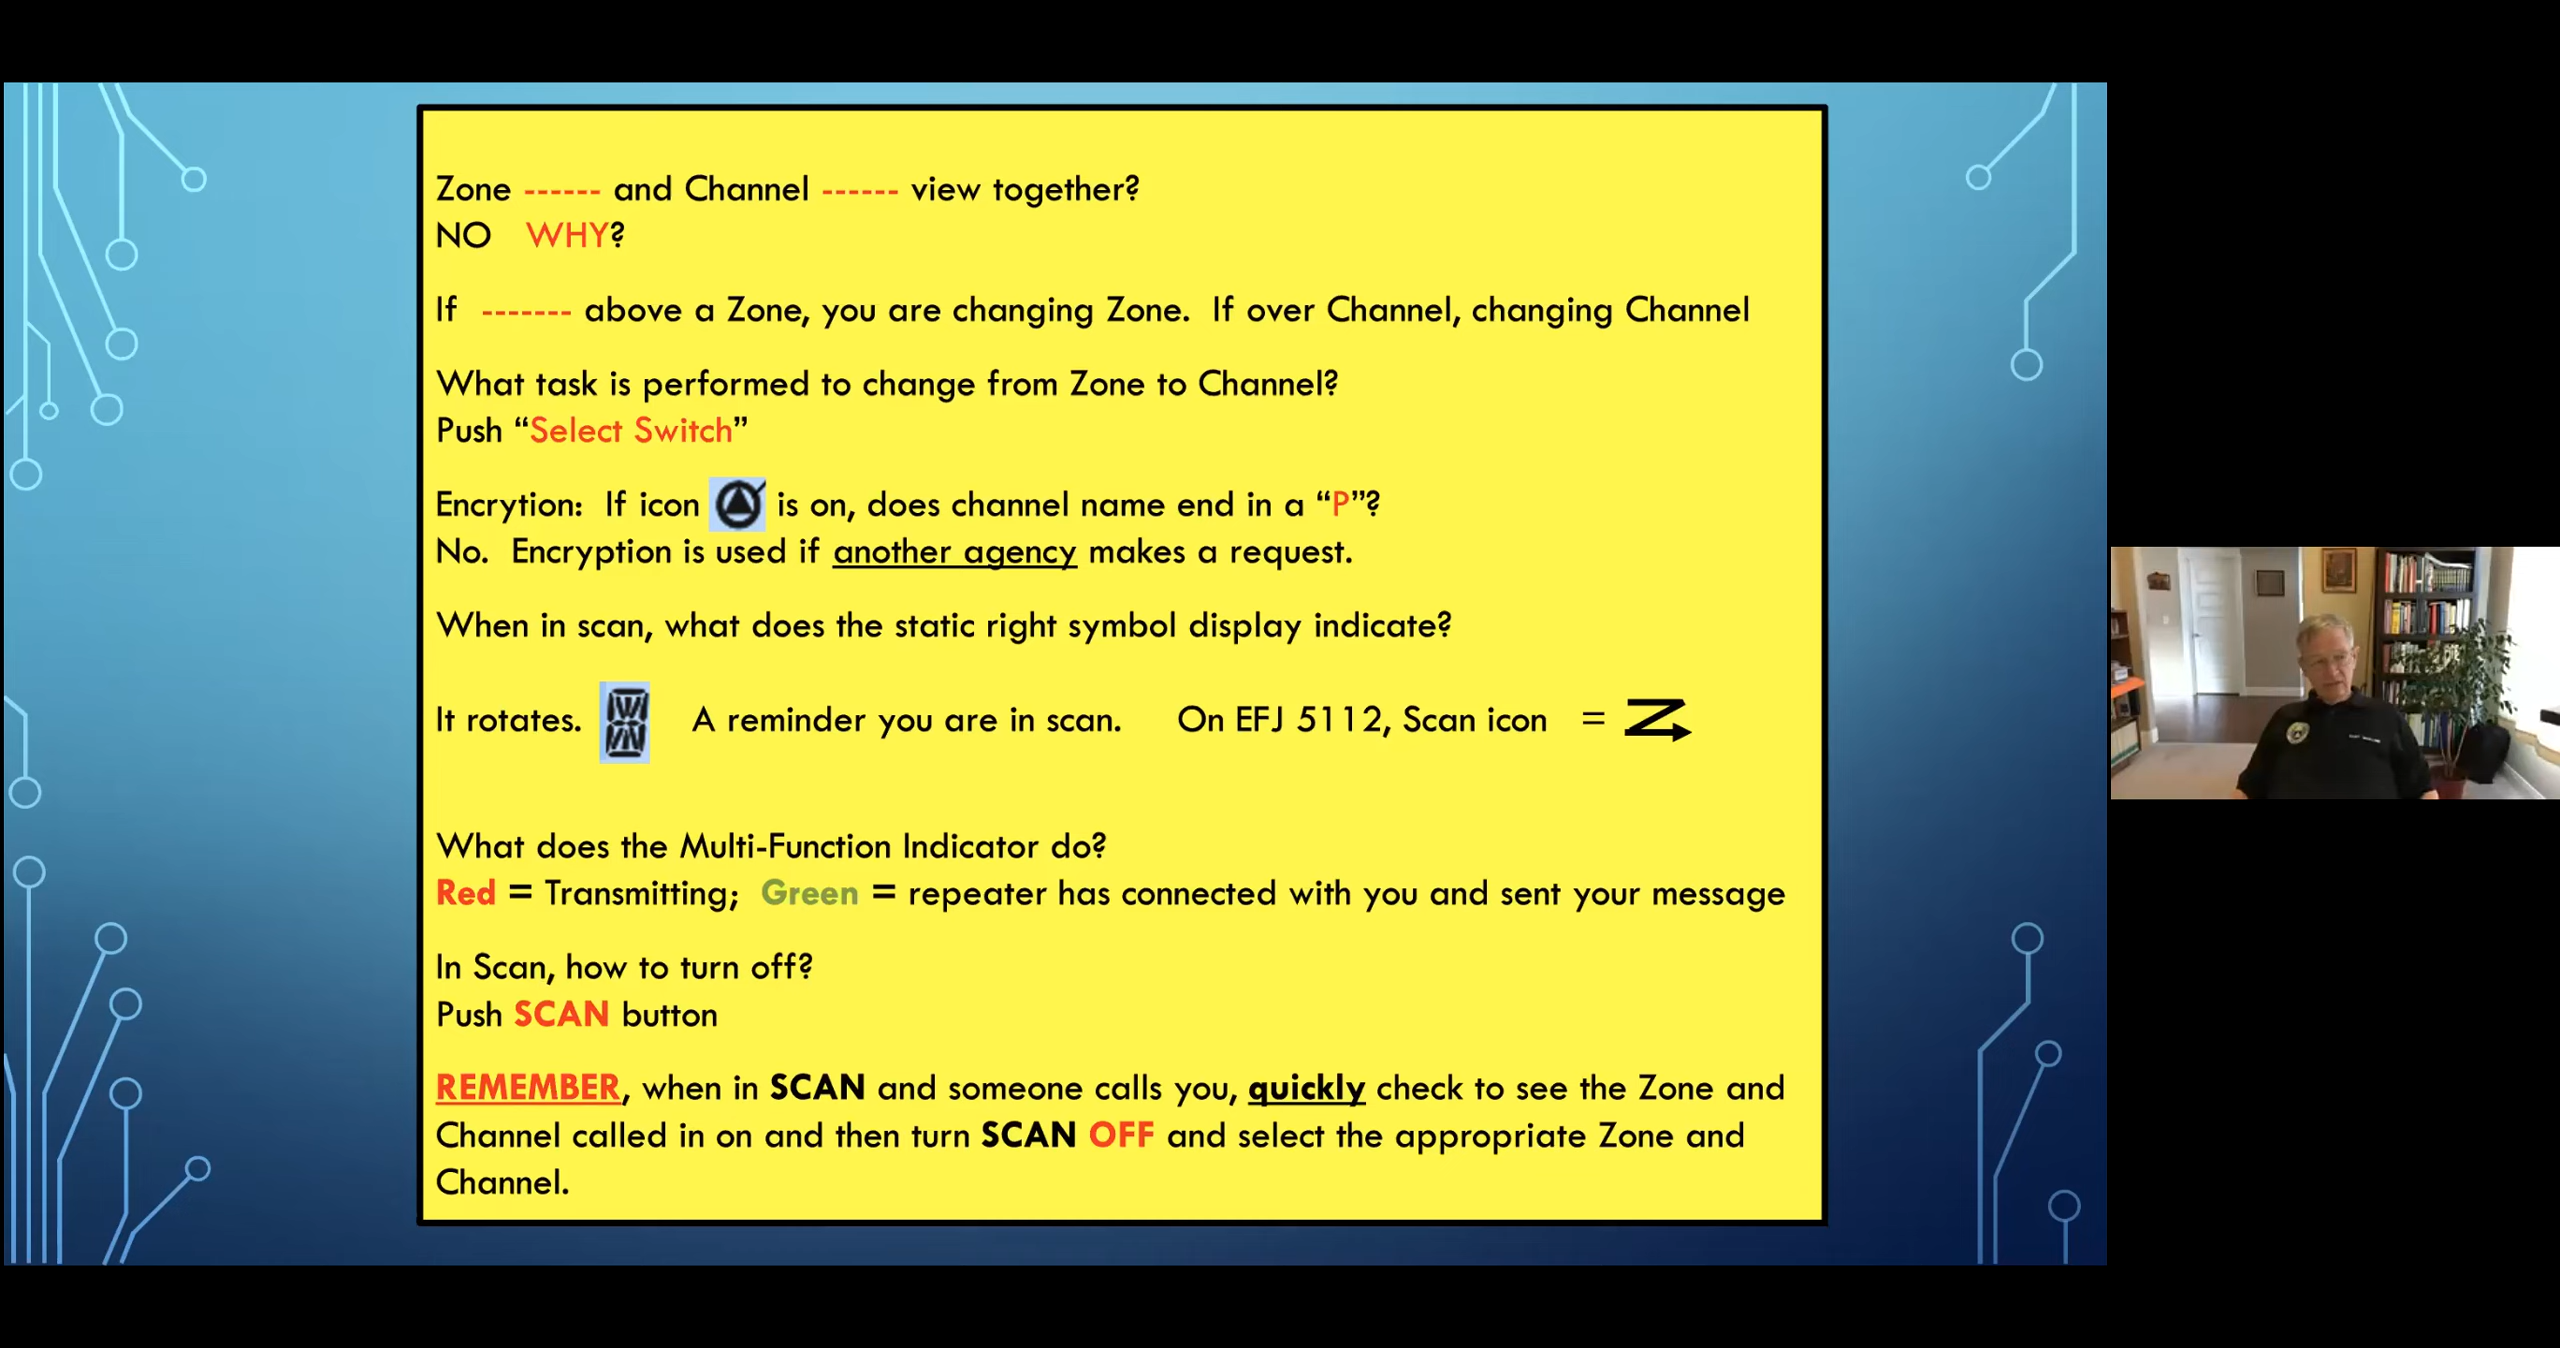 Zone ------ and Channel ------ view together?
NO WHY?
If ------- above a Zone, you are changing Zone. If over Channel, changing Channel
What task is performed to change from Zone to Channel?
Push “Select Switch”
Encrytion: If icon is on, does channel name end in a “P”?
No. Encryption is used if another agency makes a request.
When in scan, what does the static right symbol display indicate?
It rotates. A reminder you are in scan. On EFJ 5112, Scan icon = Z
What does the Multi-Function Indicator do?
Red = Transmitting; Green = repeater has connected with you and sent your message
In Scan, how to turn off?
Push SCAN button
REMEMBER, when in SCAN and someone calls you, quickly check to see the Zone and
Channel called in on and then turn SCAN OFF and select the appropriate Zone and
Channel.